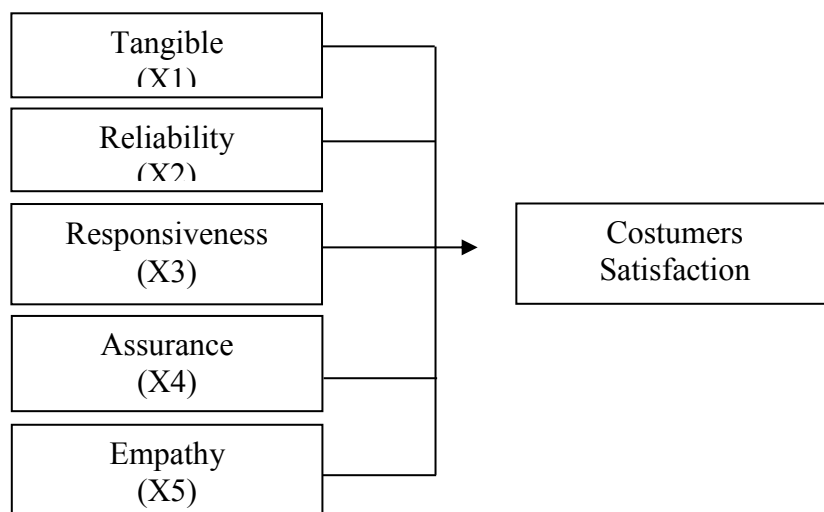 Tangible
(X1)
Reliability
(X2)
Responsiveness
(X3)
Assurance
(X4)
Empathy
(X5)
Costumers
Satisfaction